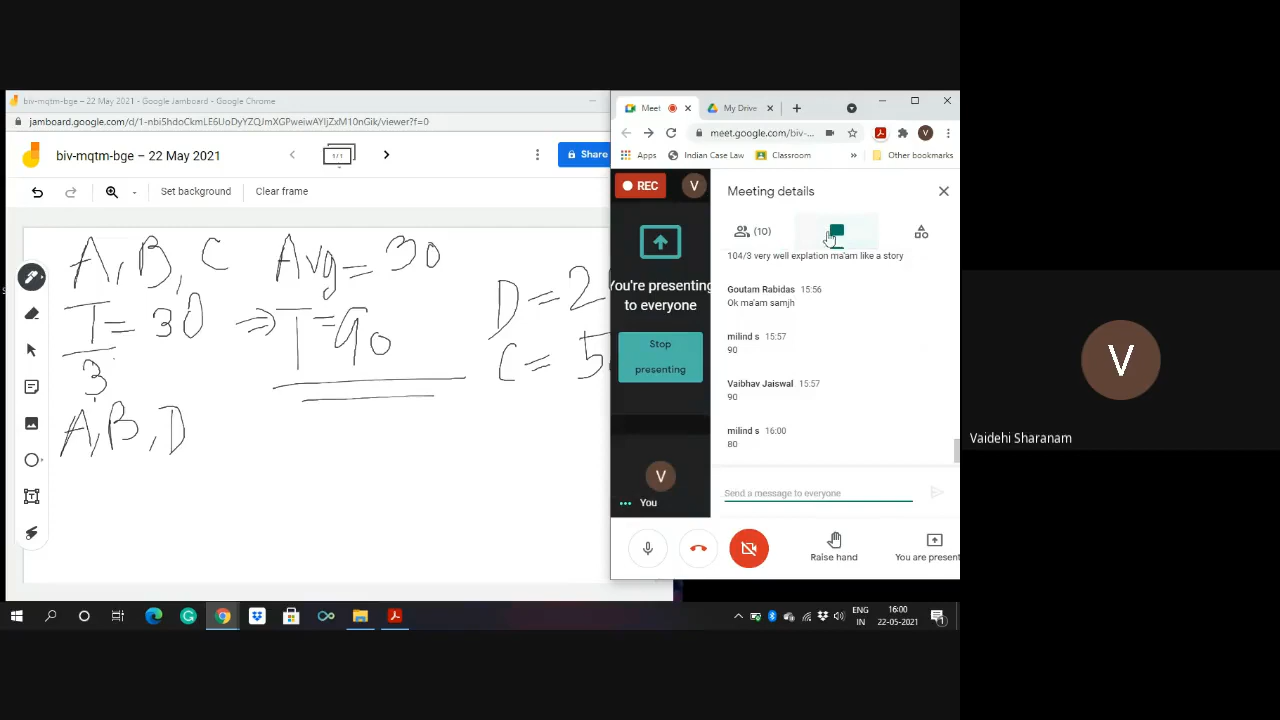 biv-mqtm-bge – 22 May 2021 - Google Jamboard - Google Chrome
jamboard.google.com/d/1-nbi5hdoCkmLE6UoDyYZQJmXGPweiwAYIjZxM10nGik/viewer?f=0
biv-mqtm-bge – 22 May 2021
1/1
Share
Set background
Clear frame
A, B, C
Avg = 30
T = 30
3
⇒ T = 90
D = 2
C = 5
A, B, D
Meet
My Drive
meet.google.com/biv-...
Apps
Indian Case Law
Classroom
»
Other bookmarks
REC
V
You're presenting
to everyone
Stop
presenting
V
You
Meeting details
(10)
104/3 very well explation ma'am like a story
Goutam Rabidas 15:56
Ok ma'am samjh
milind s 15:57
90
Vaibhav Jaiswal 15:57
90
milind s 16:00
80
Send a message to everyone
Raise hand
You are present
V
Vaidehi Sharanam
ENG
IN
16:00
22-05-2021